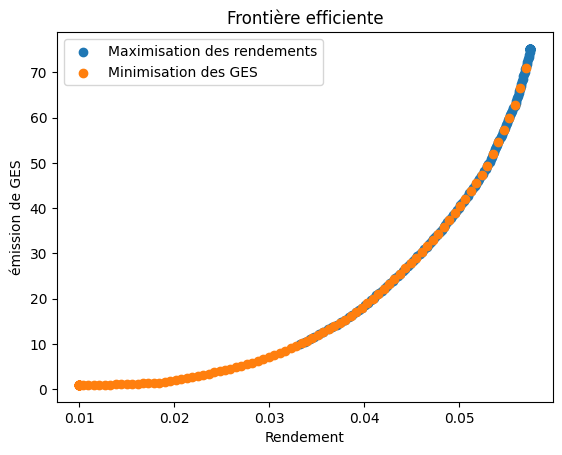 Frontière efficiente
Maximisation des rendements
Minimisation des GES
émission de GES
70
60
50
40
30
20
10
0
0.01 0.02 0.03 0.04 0.05
Rendement